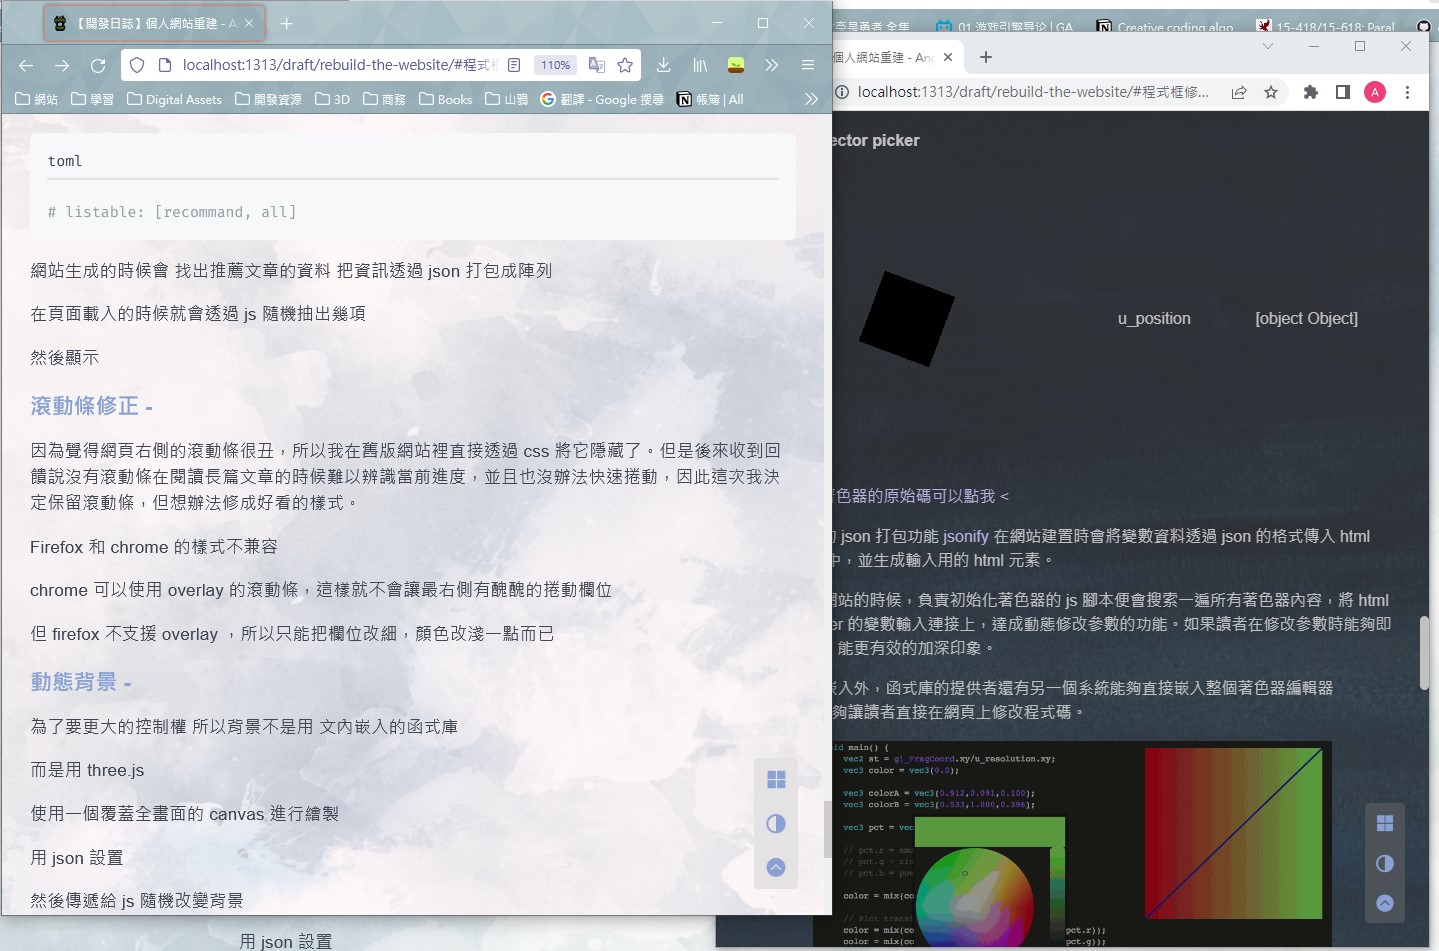 【開發日誌】個人網站重建 - An
localhost:1313/draft/rebuild-the-website/#程式框
110%
網站
學習
Digital Assets
開發資源
3D
商務
Books
山鴉
翻譯 - Google 搜尋
帳簿 | All
toml
# listable: [recommand, all]
網站生成的時候會 找出推薦文章的資料 把資訊透過 json 打包成陣列
在頁面載入的時候就會透過 js 隨機抽出幾項
然後顯示
滾動條修正 -
因為覺得網頁右側的滾動條很丑，所以我在舊版網站裡直接透過 css 將它隱藏了。但是後來收到回
饋說沒有滾動條在閱讀長篇文章的時候難以辨識當前進度，並且也沒辦法快速捲動，因此這次我決
定保留滾動條，但想辦法修成好看的樣式。
Firefox 和 chrome 的樣式不兼容
chrome 可以使用 overlay 的滾動條，這樣就不會讓最右側有醜醜的捲動欄位
但 firefox 不支援 overlay ，所以只能把欄位改細，顏色改淺一點而已
動態背景 -
為了要更大的控制權 所以背景不是用 文內嵌入的函式庫
而是用 three.js
使用一個覆蓋全畫面的 canvas 進行繪製
用 json 設置
然後傳遞給 js 隨機改變背景
用 json 設置
奈是勇者 全集
01 游戏引擎导论 | GA
Creative coding algo
15-418/15-618: Paral
個人網站重建 - Ang
localhost:1313/draft/rebuild-the-website/#程式框修...
A
ector picker
u_position
[object Object]
著色器的原始碼可以點我 <
的 json 打包功能 jsonify 在網站建置時會將變數資料透過 json 的格式傳入 html
中，並生成輸入用的 html 元素。
網站的時候，負責初始化著色器的 js 腳本便會搜索一遍所有著色器內容，將 html
er 的變數輸入連接上，達成動態修改參數的功能。如果讀者在修改參數時能夠即
能更有效的加深印象。
嵌入外，函式庫的提供者還有另一個系統能夠直接嵌入整個著色器編輯器
夠讓讀者直接在網頁上修改程式碼。
id main() {
vec2 st = gl_FragCoord.xy/u_resolution.xy;
vec3 color = vec3(0.0);
vec3 colorA = vec3(0.912,0.091,0.100);
vec3 colorB = vec3(0.533,1.000,0.396);
vec3 pct = vec
// pct.r = smo
// pct.g = sin
// pct.b = pow
color = mix(co
// Plot transi
color = mix(co
pct.r));
color = mix(co
pct.g));